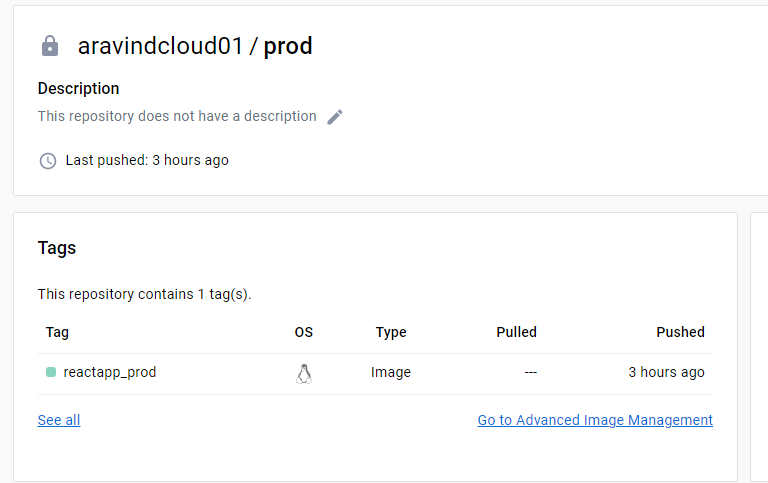 aravindcloud01 / prod
Description
This repository does not have a description
Last pushed: 3 hours ago
Tags
This repository contains 1 tag(s).
Tag OS Type Pulled Pushed
reactapp_prod Image --- 3 hours ago
See all Go to Advanced Image Management